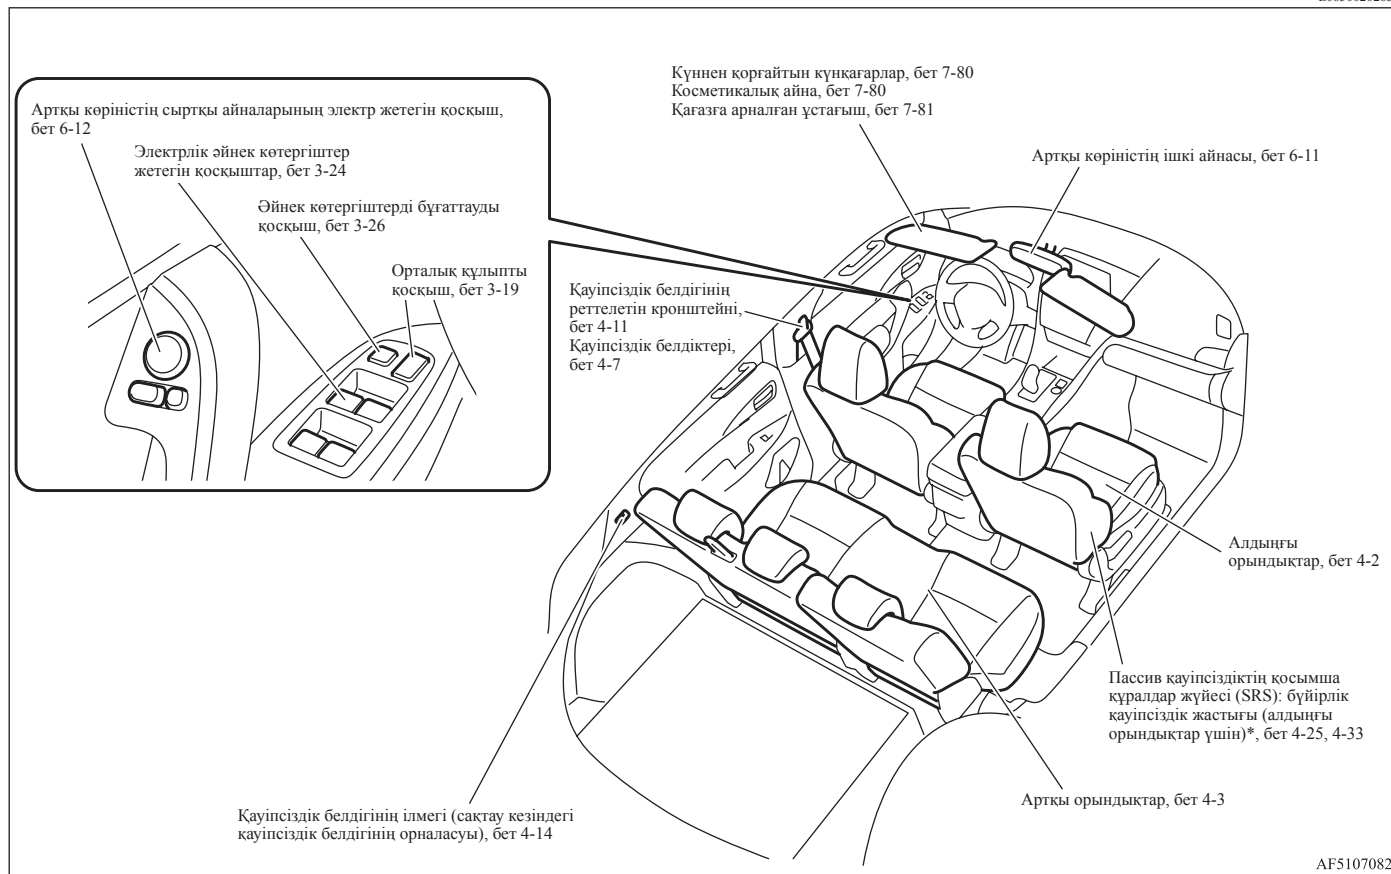 Күннен қорғайтын күнқағарлар, бет 7-80
Косметикалық айна, бет 7-80
Қағазға арналған ұстағыш, бет 7-81
Артқы көріністің сыртқы айналарының электр жетегін қосқыш,
бет 6-12
Электрлік әйнек көтергіштер
жетегін қосқыштар, бет 3-24
Әйнек көтергіштерді бұғаттауды
қосқыш, бет 3-26
Орталық құлыпты
қосқыш, бет 3-19
Артқы көріністің ішкі айнасы, бет 6-11
Қауіпсіздік белдігінің
реттелетін кронштейні,
бет 4-11
Қауіпсіздік белдіктері,
бет 4-7
Алдыңғы
орындықтар, бет 4-2
Пассив қауіпсіздіктің қосымша
құралдар жүйесі (SRS): бүйірлік
қауіпсіздік жастығы (алдыңғы
орындықтар үшін)*, бет 4-25, 4-33
Артқы орындықтар, бет 4-3
Қауіпсіздік белдігінің ілмегі (сақтау кезіндегі
қауіпсіздік белдігінің орналасуы), бет 4-14
AF5107082